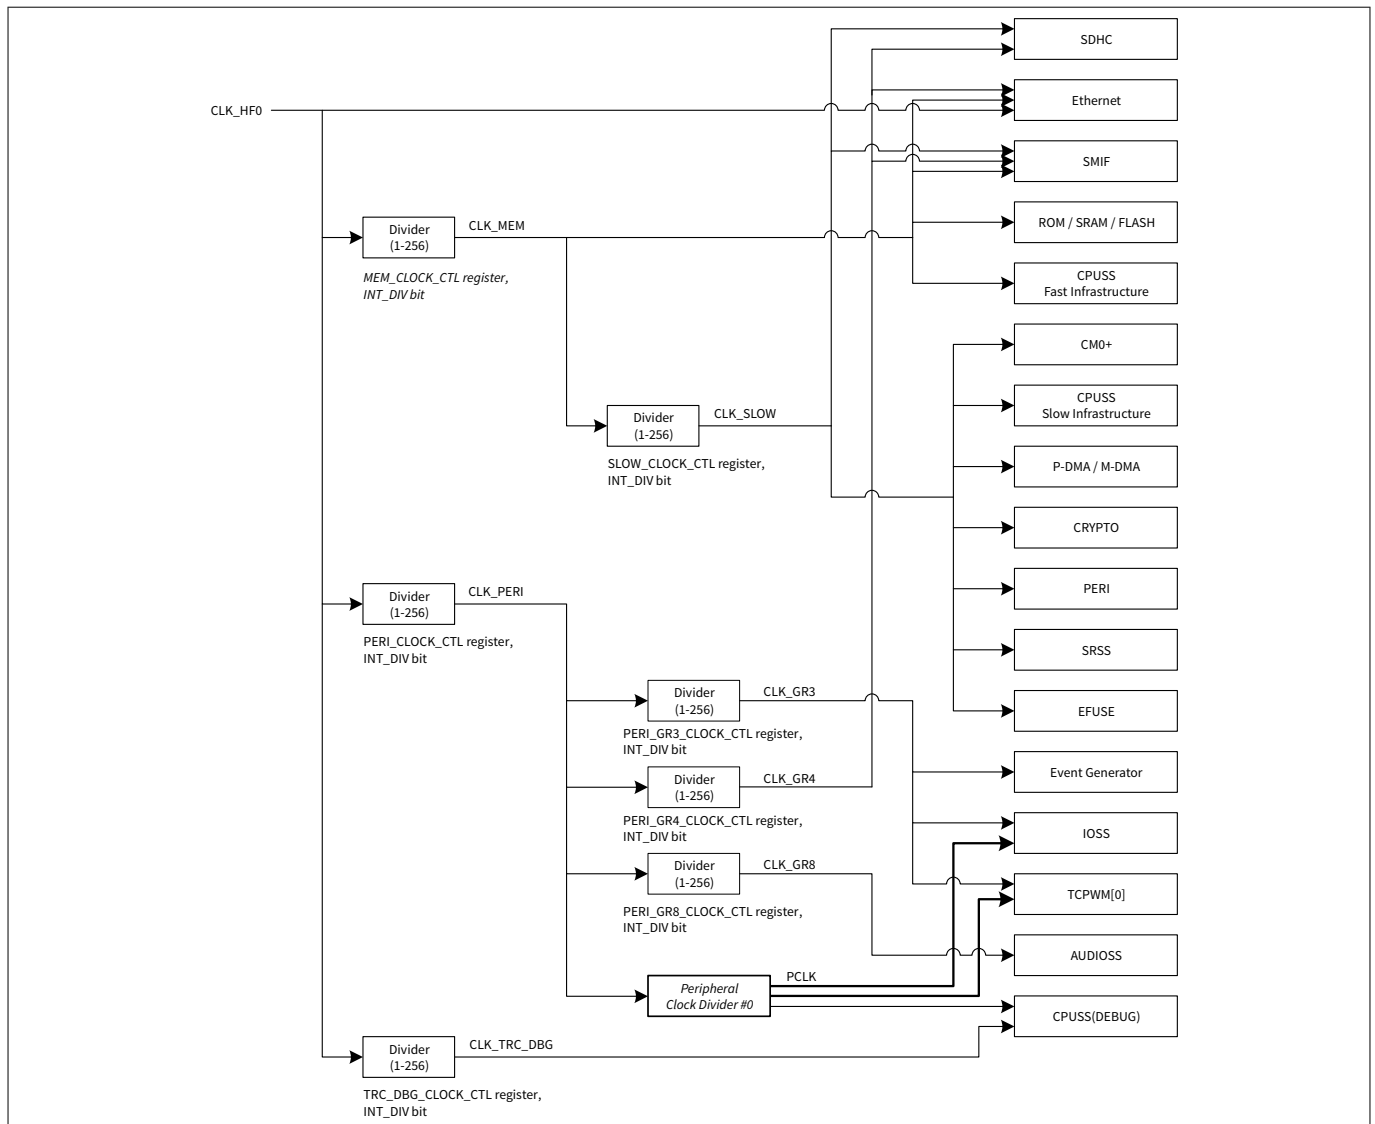 SDHC
Ethernet
CLK_HF0
SMIF
ROM / SRAM / FLASH
Divider
(1-256)
CLK_MEM
MEM_CLOCK_CTL register,
INT_DIV bit
CPUSS
Fast Infrastructure
CM0+
CPUSS
Slow Infrastructure
Divider
(1-256)
CLK_SLOW
SLOW_CLOCK_CTL register,
INT_DIV bit
P-DMA / M-DMA
CRYPTO
PERI
Divider
(1-256)
CLK_PERI
PERI_CLOCK_CTL register,
INT_DIV bit
SRSS
EFUSE
Divider
(1-256)
CLK_GR3
PERI_GR3_CLOCK_CTL register,
INT_DIV bit
Event Generator
Divider
(1-256)
CLK_GR4
PERI_GR4_CLOCK_CTL register,
INT_DIV bit
IOSS
Divider
(1-256)
CLK_GR8
PERI_GR8_CLOCK_CTL register,
INT_DIV bit
TCPWM[0]
AUDIOSS
Peripheral
Clock Divider #0
PCLK
CPUSS(DEBUG)
Divider
(1-256)
CLK_TRC_DBG
TRC_DBG_CLOCK_CTL register,
INT_DIV bit